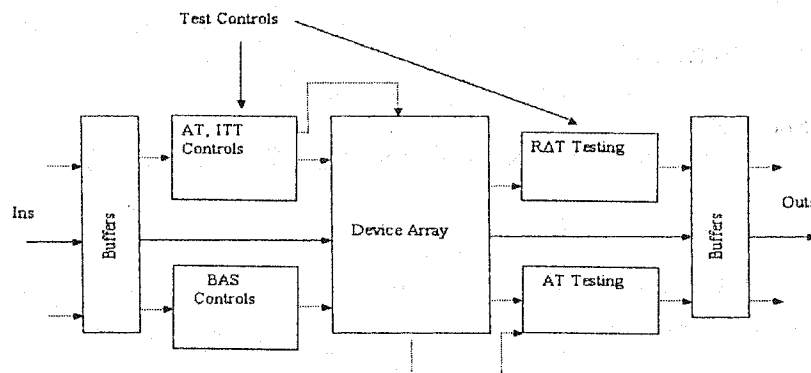 Test Controls
AT, ITT
Controls
RΔT Testing
Ins
Buffers
Device Array
Buffers
Outs
BAS
Controls
AT Testing